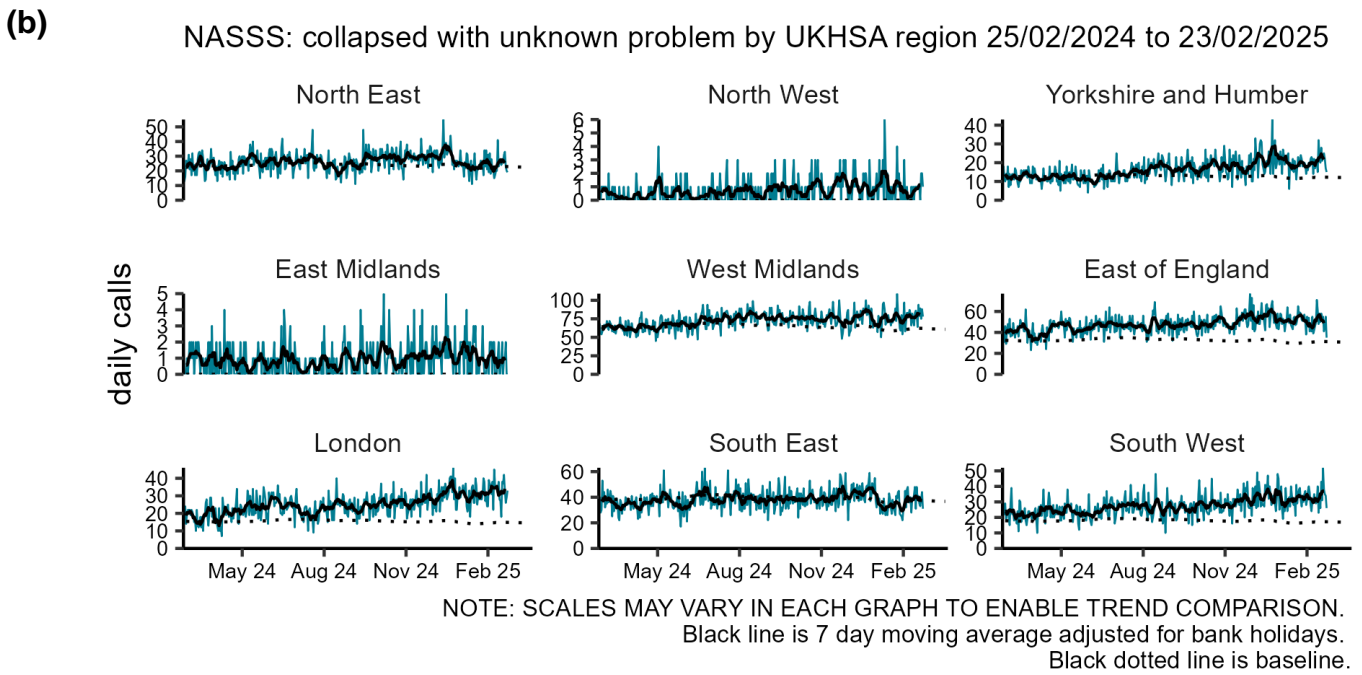 (b)
NASSS: collapsed with unknown problem by UKHSA region 25/02/2024 to 23/02/2025
North East
North West
Yorkshire and Humber
50
40
30
20
10
0
6
5
4
3
2
1
0
40
30
20
10
0
daily calls
East Midlands
West Midlands
East of England
5
4
3
2
1
0
100
75
50
25
0
60
40
20
0
London
South East
South West
40
30
20
10
0
60
40
20
0
50
40
30
20
10
0
May 24 Aug 24 Nov 24 Feb 25
May 24 Aug 24 Nov 24 Feb 25
May 24 Aug 24 Nov 24 Feb 25
NOTE: SCALES MAY VARY IN EACH GRAPH TO ENABLE TREND COMPARISON.
Black line is 7 day moving average adjusted for bank holidays.
Black dotted line is baseline.